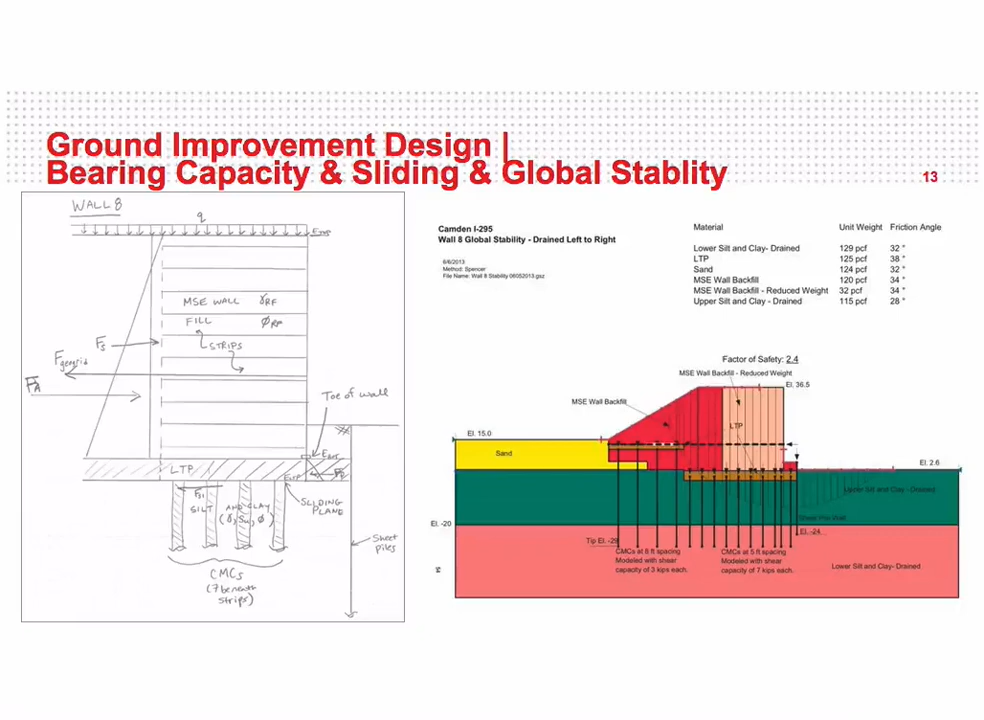 Ground Improvement Design |
Bearing Capacity & Sliding & Global Stablity
13
WALL 8
q
MSE WALL γRF
FILL ϕRF
STRIPS
Fs
Fgeogrid
FA
Toe of wall
LTP
SILT AND CLAY
(γ, Su, ϕ)
SLIDING
PLANE
Sheet
piles
CMCs
(7 beneath
strips)
Camden I-295
Wall 8 Global Stability - Drained Left to Right
6/6/2013
Method: Spencer
File Name: Wall 8 Stability 06052013.gsz
Material Unit Weight Friction Angle
Lower Silt and Clay- Drained 129 pcf 32 °
LTP 125 pcf 38 °
Sand 124 pcf 32 °
MSE Wall Backfill 120 pcf 34 °
MSE Wall Backfill - Reduced Weight 32 pcf 34 °
Upper Silt and Clay - Drained 115 pcf 28 °
Factor of Safety: 2.4
MSE Wall Backfill - Reduced Weight
El. 36.5
MSE Wall Backfill
LTP
El. 15.0
Sand
El. 2.6
Upper Silt and Clay - Drained
Sheet Pile Wall
El. -20
El. -24
Tip El. -29
CMCs at 8 ft spacing
Modeled with shear
capacity of 3 kips each.
CMCs at 5 ft spacing
Modeled with shear
capacity of 7 kips each.
Lower Silt and Clay - Drained